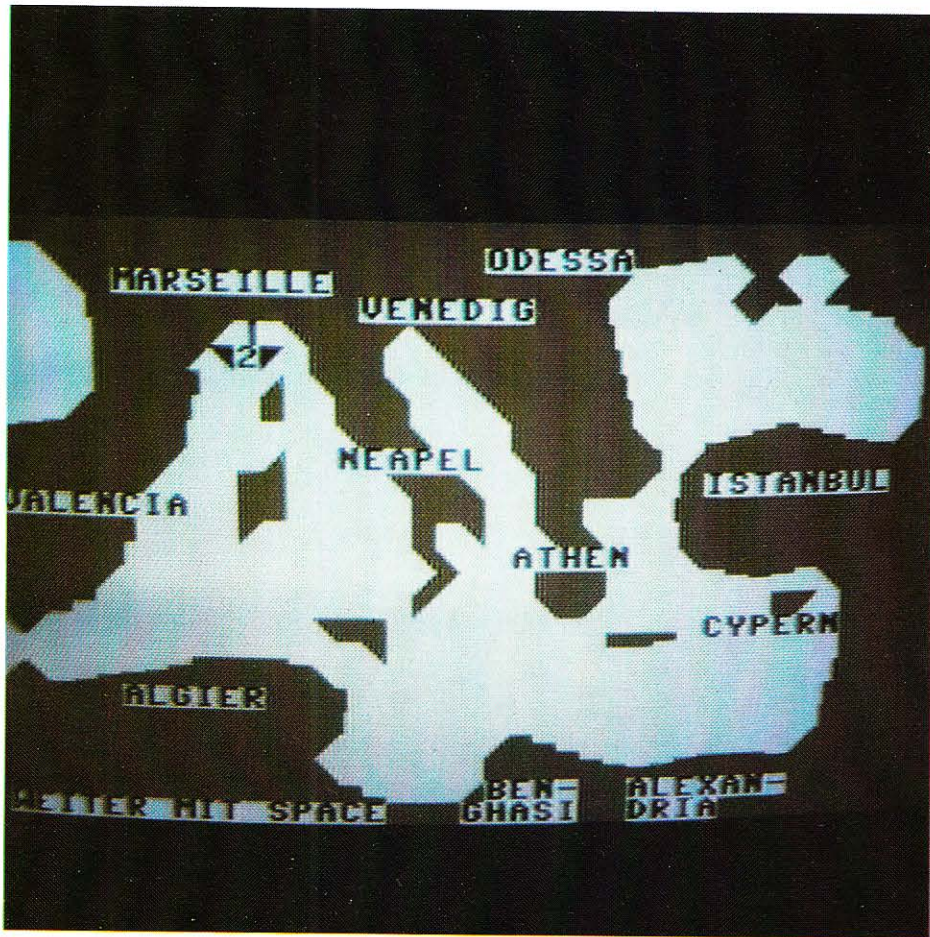 ODESSA
MARSEILLE
VENEDIG
2
NEAPEL
ISTANBUL
VALENCIA
ATHEN
CYPERN
ALGIER
WEITER MIT SPACE
BEN-
GHASI
ALEXAN-
DRIA